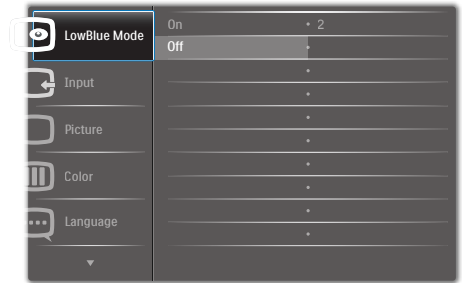 LowBlue Mode
On • 2
Off •
Input
Picture
Color
Language